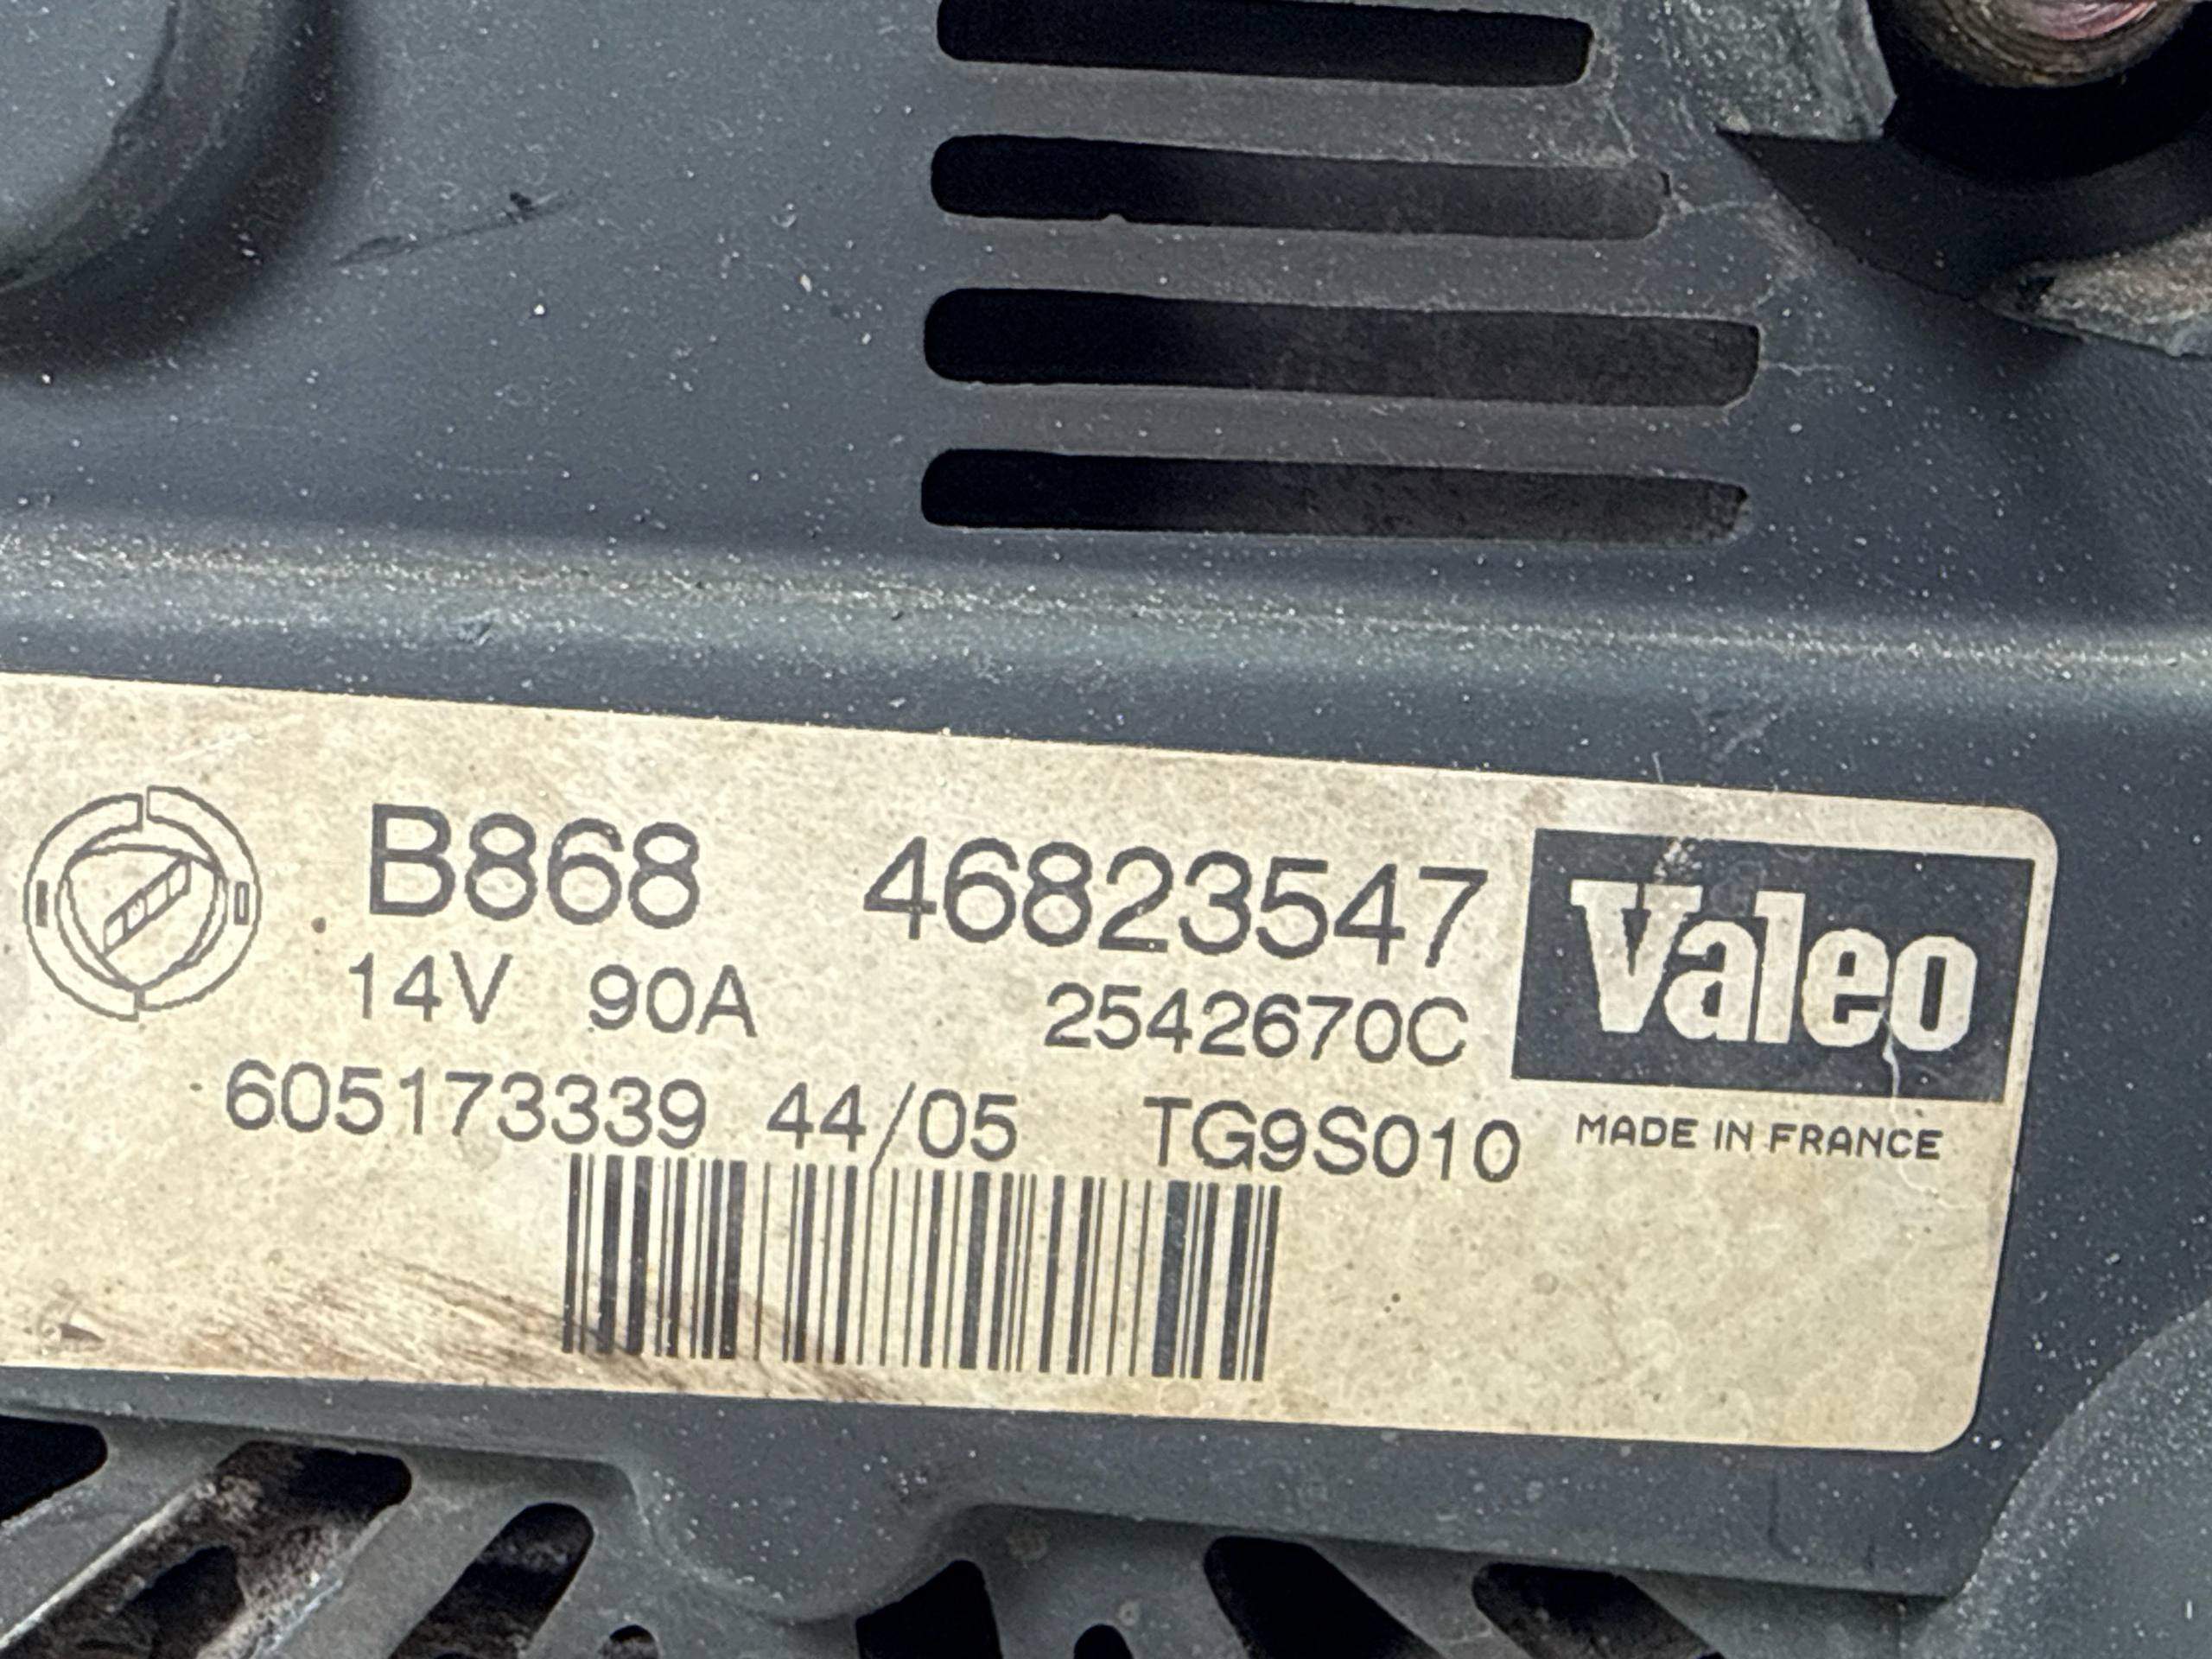 B868 46823547
14V 90A 2542670C
Valeo
605173339 44/05 TG9S010
MADE IN FRANCE